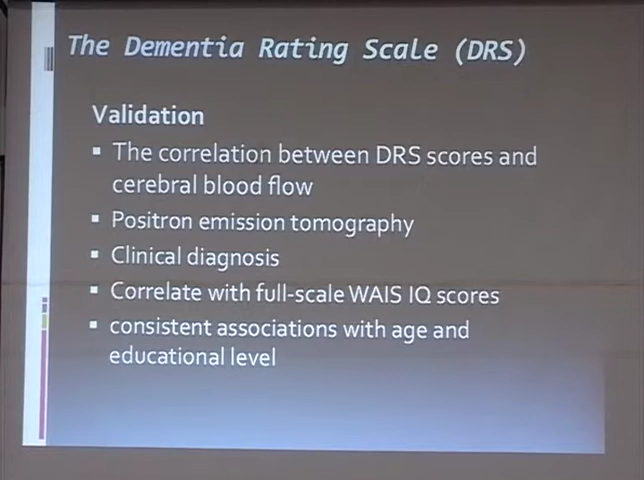 The Dementia Rating Scale (DRS)
Validation
▪ The correlation between DRS scores and
cerebral blood flow
▪ Positron emission tomography
▪ Clinical diagnosis
▪ Correlate with full-scale WAIS IQ scores
▪ consistent associations with age and
educational level